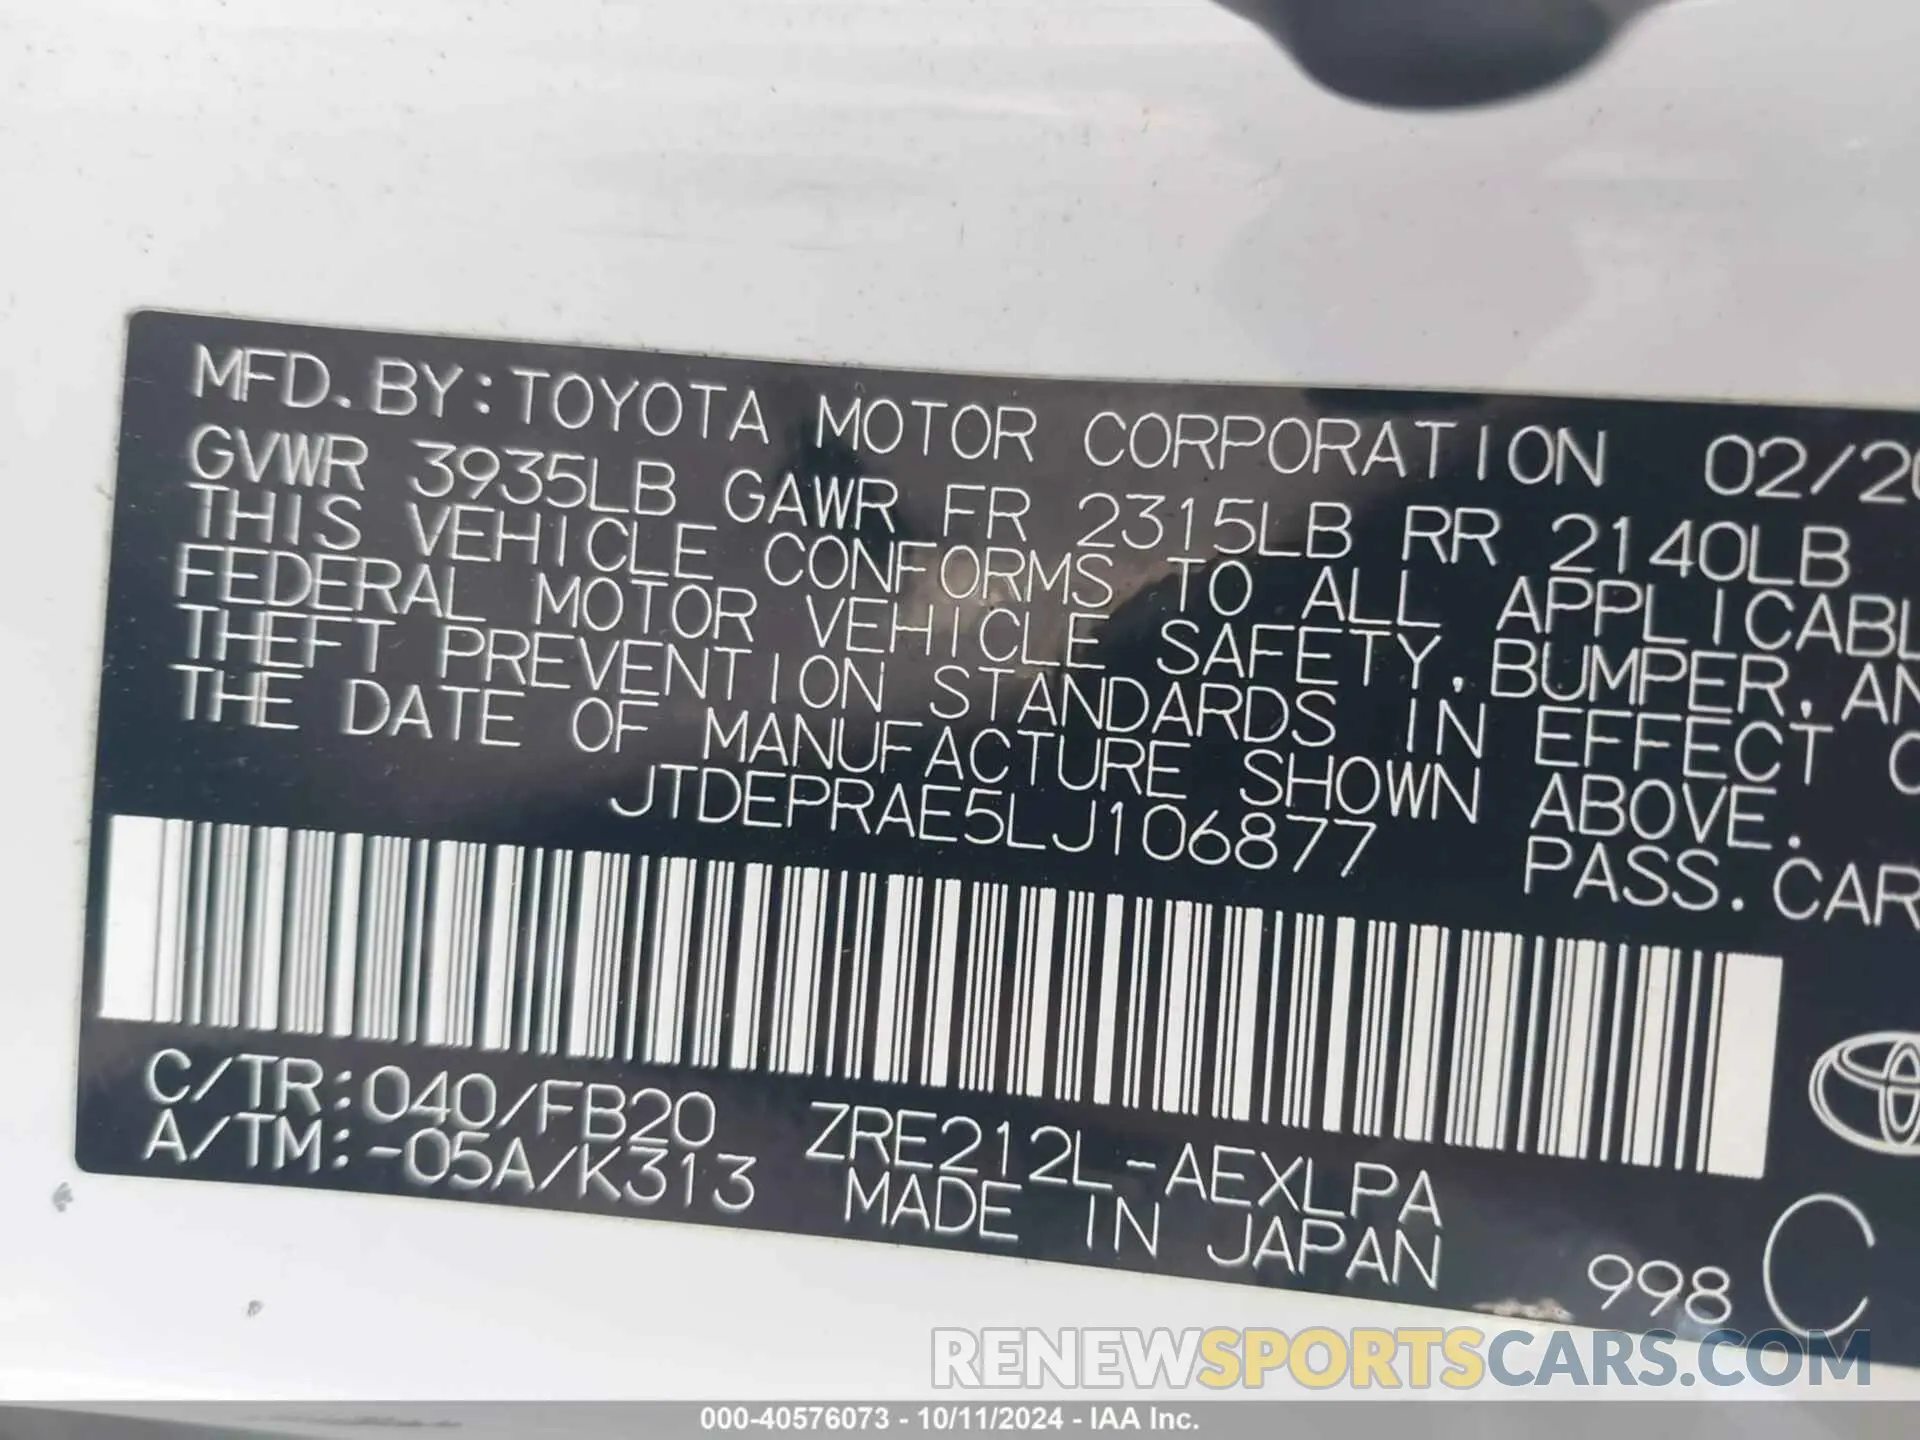 MFD. BY: TOYOTA MOTOR CORPORATION 02/20
GVWR 3935LB GAWR FR 2315LB RR 2140LB
THIS VEHICLE CONFORMS TO ALL APPLICABL
FEDERAL MOTOR VEHICLE SAFETY, BUMPER, AN
THEFT PREVENTION STANDARDS IN EFFECT O
THE DATE OF MANUFACTURE SHOWN ABOVE.
JTDEPRAE5LJ106877 PASS. CAR
C/TR: 040/FB20 ZRE212L-AEXLPA
A/TM: -05A/K313 MADE IN JAPAN
998 C
RENEWSPORTSCARS.COM
000-40576073 - 10/11/2024 - IAA Inc.